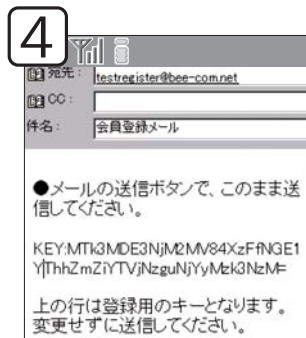 4
宛先: testregister@bee-com.net
CC:
件名: 会員登録メール
●メールの送信ボタンで、このまま送
信してください。
KEY:MTk3MDE3NjM2MV84XzFfNGE1
YjThhZmZiYTVjNzguNjYyMzk3NzM=
上の行は登録用のキーとなります。
変更せずに送信してください。